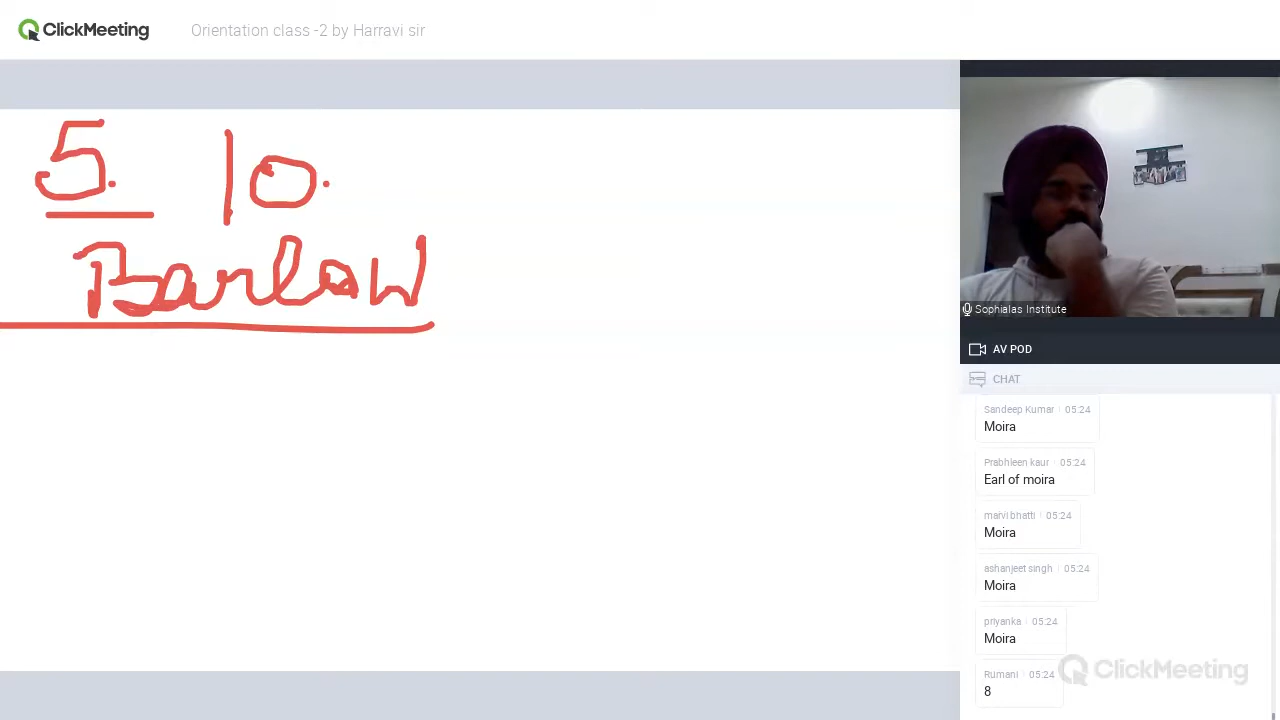 ClickMeeting
Orientation class -2 by Harravi sir
5. 10.
Barlow
Sophialas Institute
AV POD
CHAT
Sandeep Kumar 05:24
Moira
Prabhleen kaur 05:24
Earl of moira
marvi bhatti 05:24
Moira
ashanjeet singh 05:24
Moira
priyanka 05:24
Moira
Rumani 05:24
8
ClickMeeting